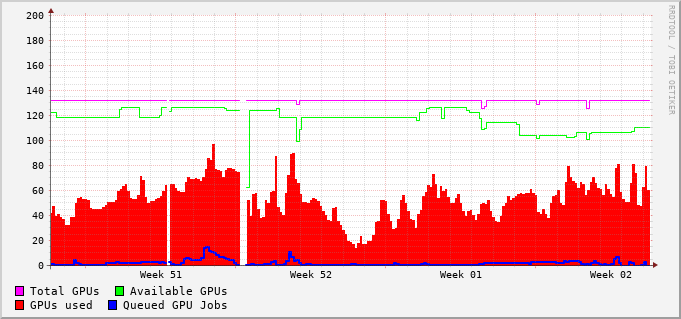 200
180
160
140
120
100
80
60
40
20
0
Week 51 Week 52 Week 01 Week 02
Total GPUs Available GPUs
GPUs used Queued GPU Jobs
RRDTOOL / TOBI OETIKER